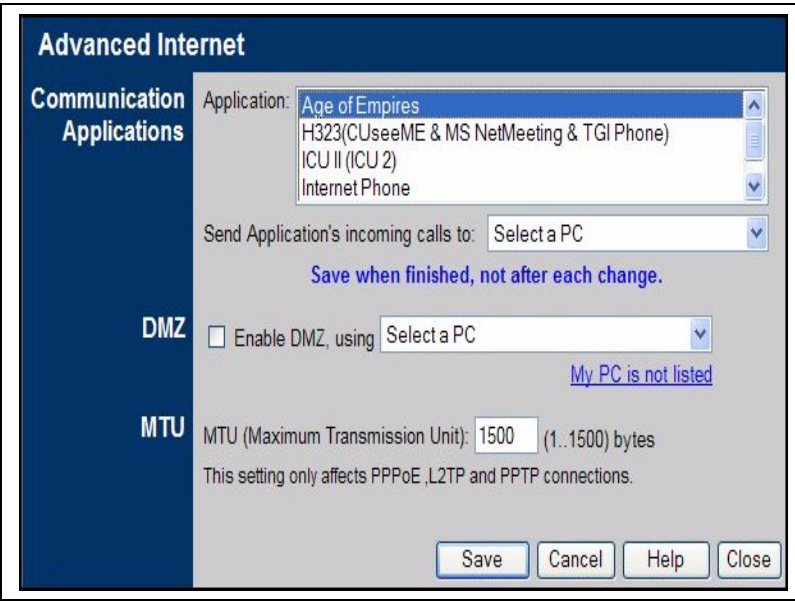 Advanced Internet
Communication Applications
Application:
Age of Empires
H323(CUseeME & MS NetMeeting & TGI Phone)
ICU II (ICU 2)
Internet Phone
Send Application's incoming calls to: Select a PC
Save when finished, not after each change.
DMZ
Enable DMZ, using Select a PC
My PC is not listed
MTU
MTU (Maximum Transmission Unit): 1500 (1..1500) bytes
This setting only affects PPPoE ,L2TP and PPTP connections.
Save Cancel Help Close